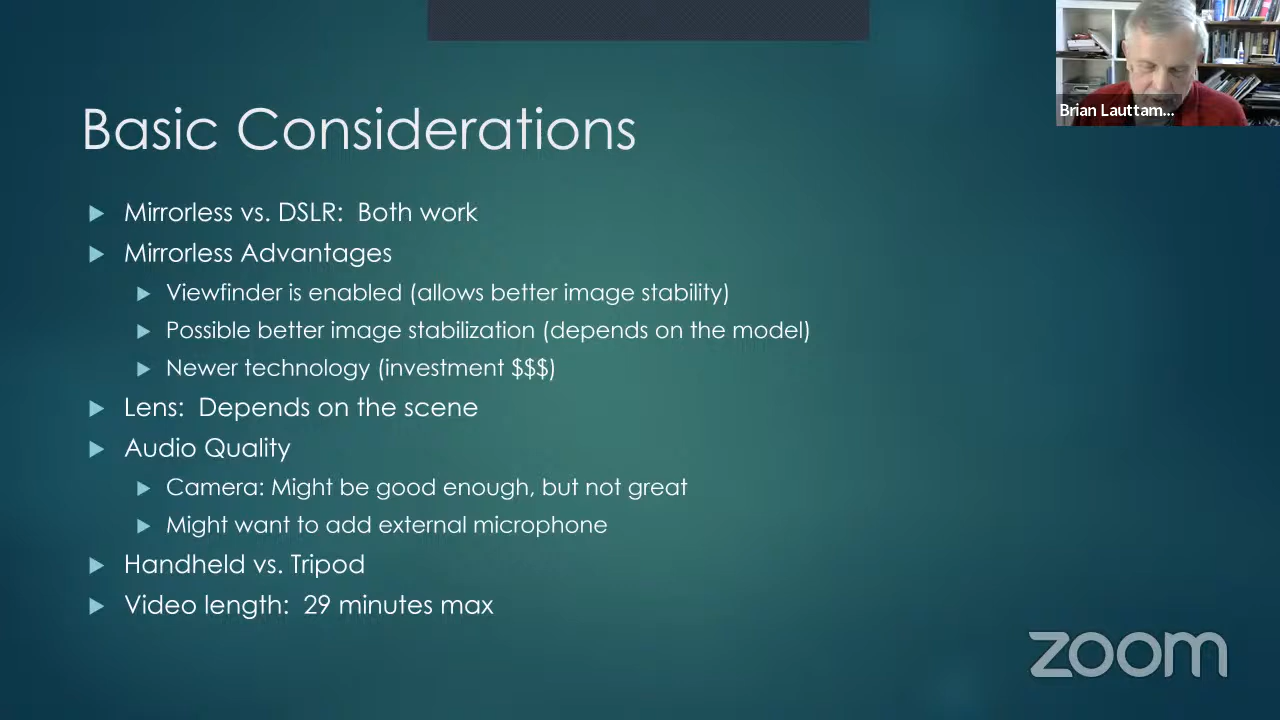 Basic Considerations
Mirrorless vs. DSLR: Both work
Mirrorless Advantages
Viewfinder is enabled (allows better image stability)
Possible better image stabilization (depends on the model)
Newer technology (investment $$$)
Lens: Depends on the scene
Audio Quality
Camera: Might be good enough, but not great
Might want to add external microphone
Handheld vs. Tripod
Video length: 29 minutes max
Brian Lauttam...
zoom